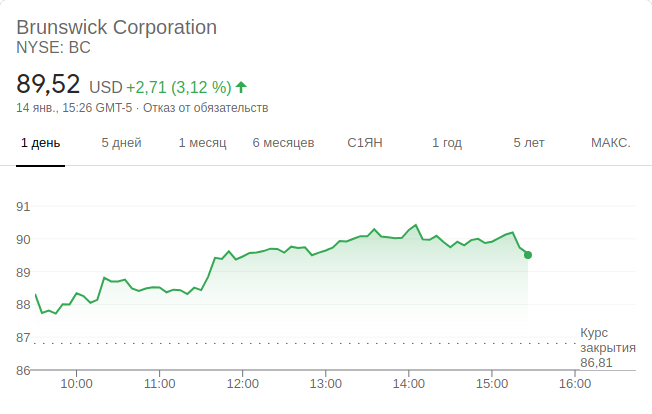 Brunswick Corporation
NYSE: BC
89,52 USD +2,71 (3,12 %)
14 янв., 15:26 GMT-5 · Отказ от обязательств
1 день 5 дней 1 месяц 6 месяцев С1ЯН 1 год 5 лет МАКС.
91
90
89
88
87
86
Курс
закрытия
86,81
10:00 11:00 12:00 13:00 14:00 15:00 16:00